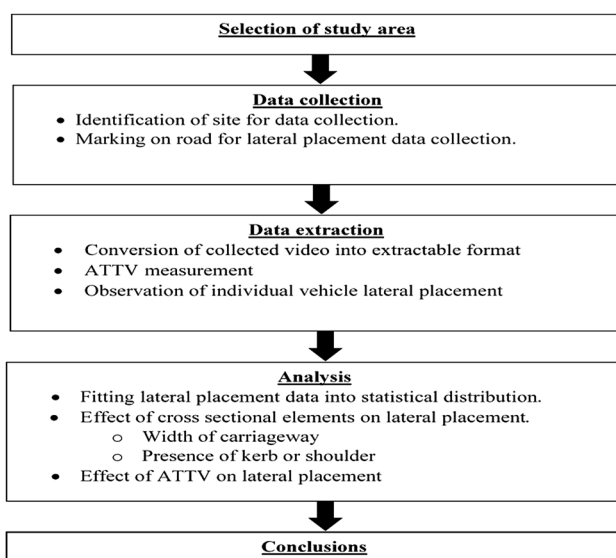 Selection of study area
Data collection
• Identification of site for data collection.
• Marking on road for lateral placement data collection.
Data extraction
• Conversion of collected video into extractable format
• ATTV measurement
• Observation of individual vehicle lateral placement
Analysis
• Fitting lateral placement data into statistical distribution.
• Effect of cross sectional elements on lateral placement.
o Width of carriageway
o Presence of kerb or shoulder
• Effect of ATTV on lateral placement
Conclusions